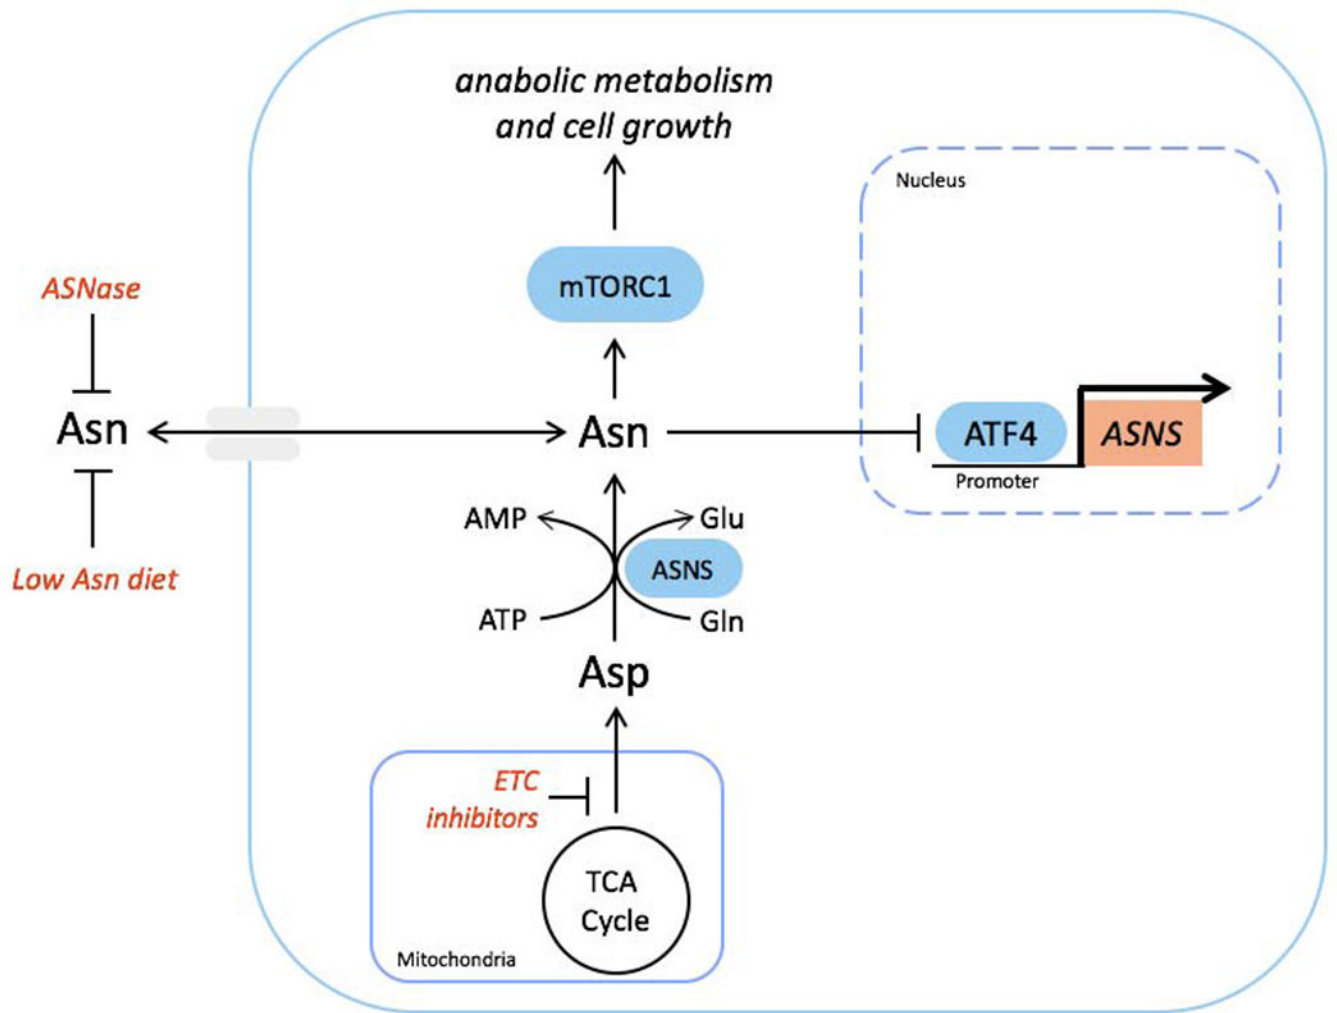 anabolic metabolism
and cell growth
Nucleus
mTORC1
ASNase
Asn
Asn
ATF4
ASNS
Promoter
AMP
Glu
ASNS
Low Asn diet
ATP
Gln
Asp
ETC
inhibitors
TCA
Cycle
Mitochondria